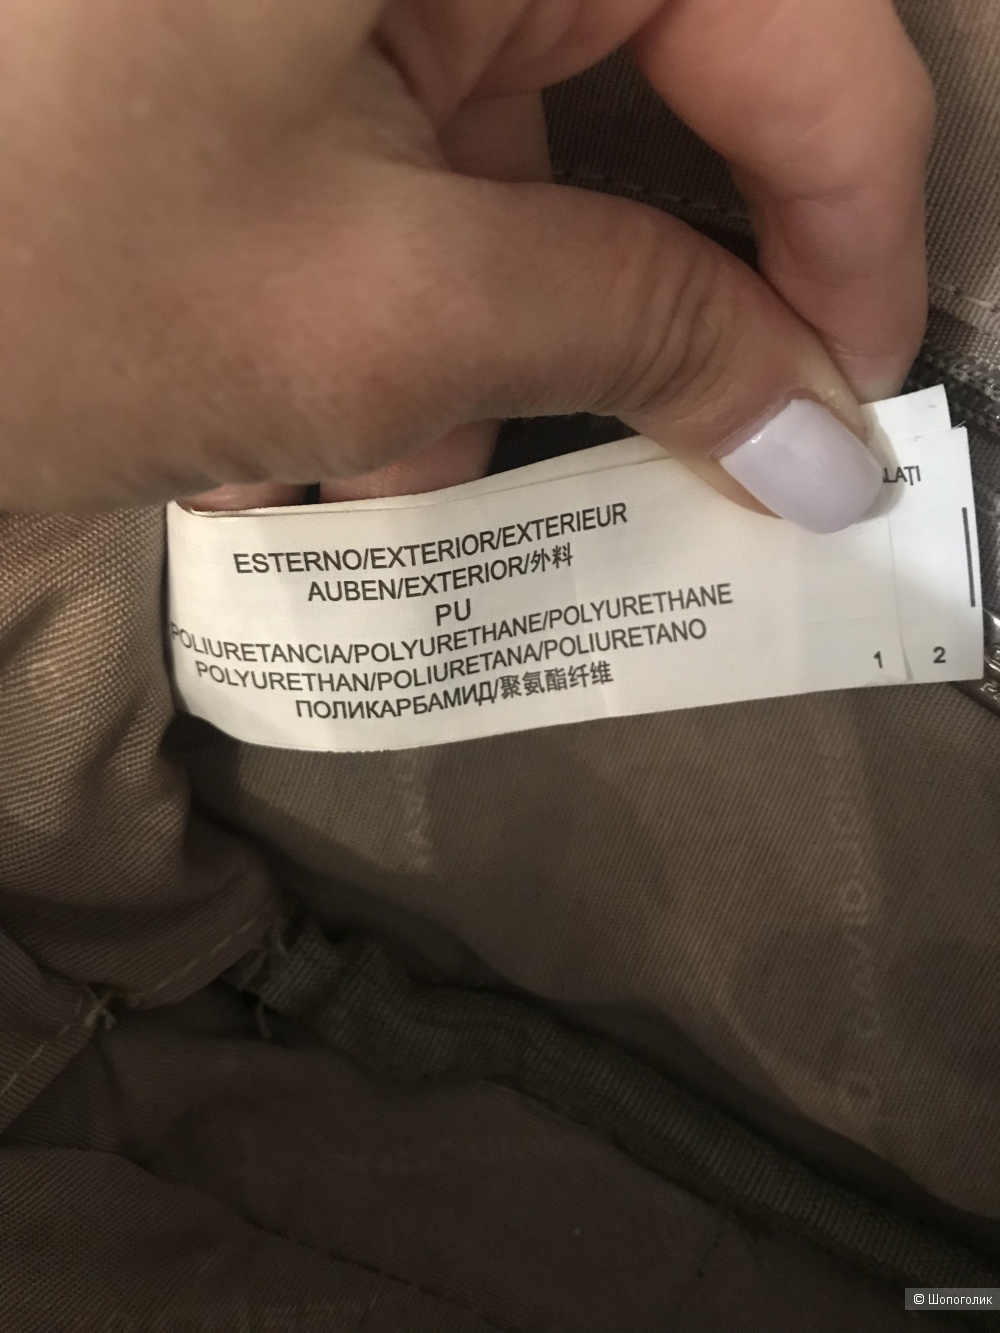 ESTERNO/EXTERIOR/EXTERIEUR
AUBEN/EXTERIOR/外料
PU
POLIURETANCIA/POLYURETHANE/POLYURETHANE
POLYURETHAN/POLIURETANA/POLIURETANO
ПОЛИКАРБАМИД/聚氨酯纤维
1
2
DAVID
© Шопоголик